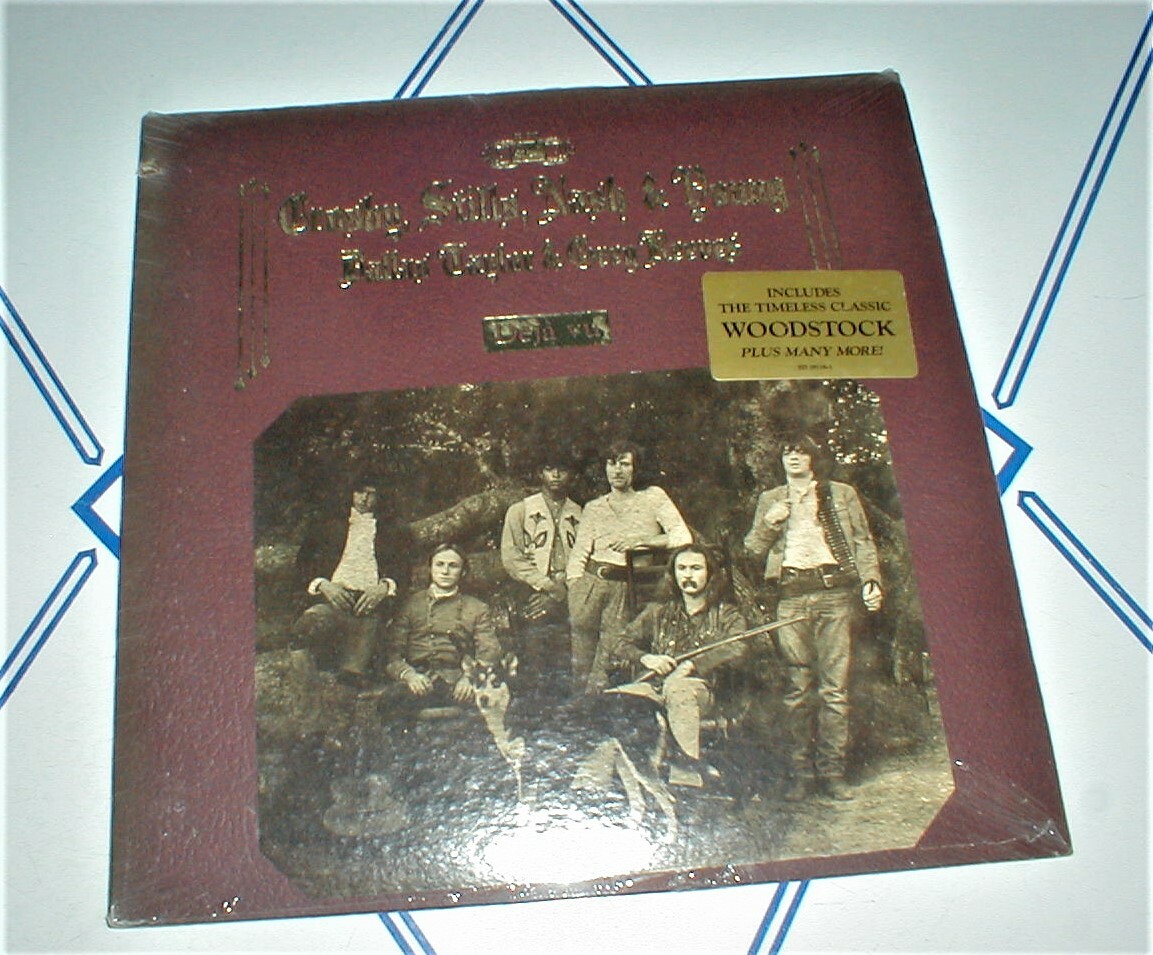 Crosby, Stills, Nash & Young
Dallas Taylor & Greg Reeves
Déjà vu
INCLUDES
THE TIMELESS CLASSIC
WOODSTOCK
PLUS MANY MORE!